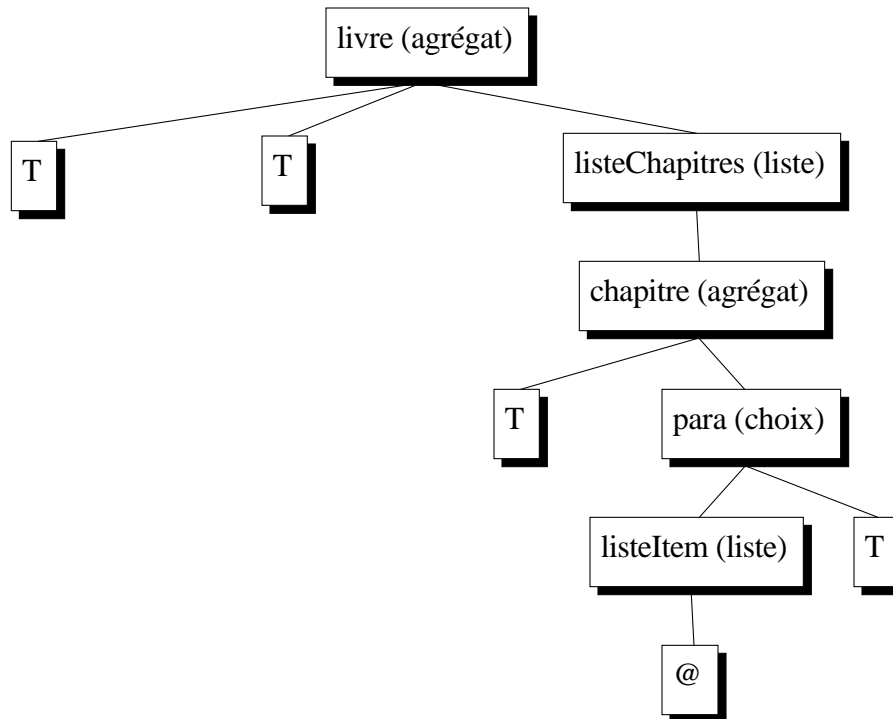 livre (agrégat)
T
T
listeChapitres (liste)
chapitre (agrégat)
T
para (choix)
listeItem (liste)
T
@